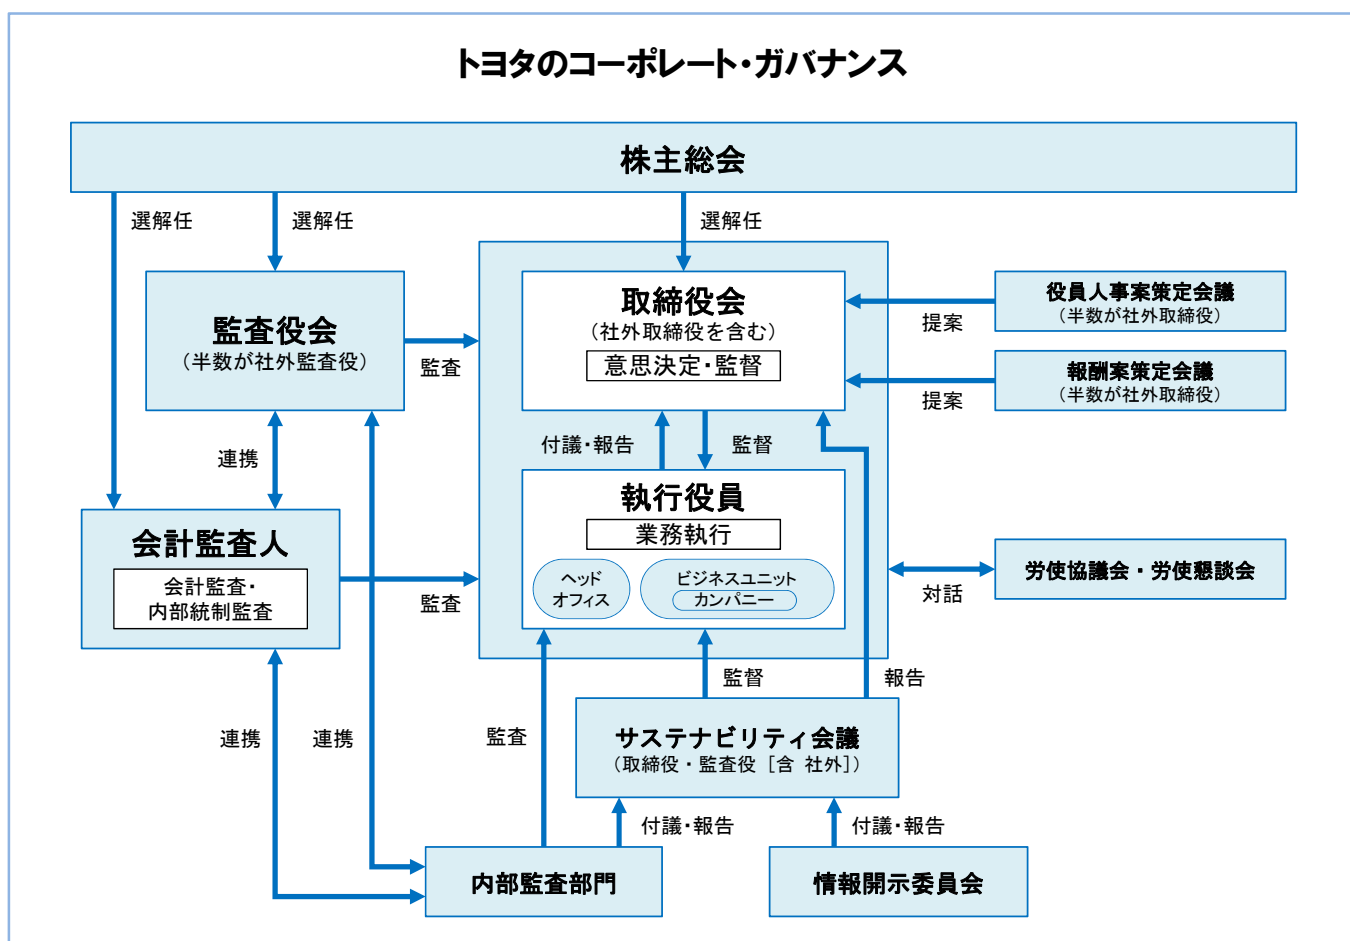 トヨタのコーポレート・ガバナンス
株主総会
選解任
選解任
選解任
監査役会
(半数が社外監査役)
監査
取締役会
(社外取締役を含む)
意思決定・監督
役員人事案策定会議
(半数が社外取締役)
提案
報酬案策定会議
(半数が社外取締役)
提案
連携
付議・報告
監督
会計監査人
会計監査・
内部統制監査
監査
執行役員
業務執行
ヘッド
オフィス
ビジネスユニット
カンパニー
労使協議会・労使懇談会
対話
連携
連携
監査
監督
報告
サステナビリティ会議
(取締役・監査役 [含 社外])
付議・報告
付議・報告
内部監査部門
情報開示委員会